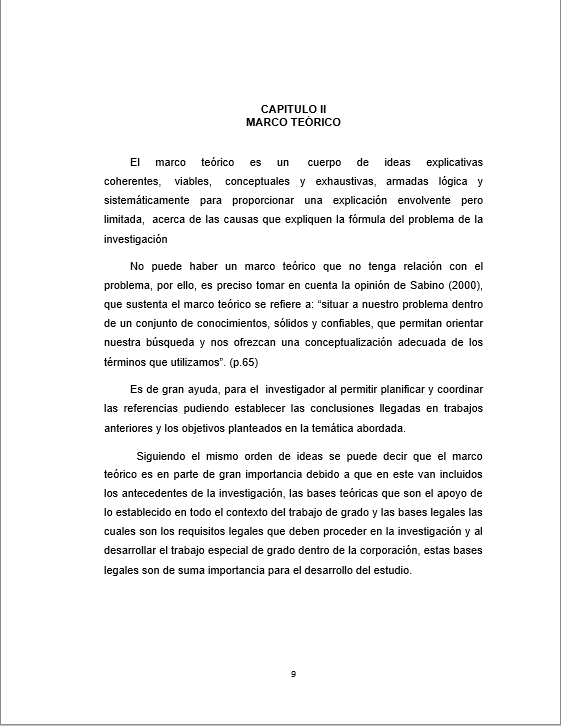 CAPITULO II
MARCO TEÓRICO
El marco teórico es un cuerpo de ideas explicativas
coherentes, viables, conceptuales y exhaustivas, armadas lógica y
sistemáticamente para proporcionar una explicación envolvente pero
limitada, acerca de las causas que expliquen la fórmula del problema de la
investigación
No puede haber un marco teórico que no tenga relación con el
problema, por ello, es preciso tomar en cuenta la opinión de Sabino (2000),
que sustenta el marco teórico se refiere a: “situar a nuestro problema dentro
de un conjunto de conocimientos, sólidos y confiables, que permitan orientar
nuestra búsqueda y nos ofrezcan una conceptualización adecuada de los
términos que utilizamos”. (p.65)
Es de gran ayuda, para el investigador al permitir planificar y coordinar
las referencias pudiendo establecer las conclusiones llegadas en trabajos
anteriores y los objetivos planteados en la temática abordada.
Siguiendo el mismo orden de ideas se puede decir que el marco
teórico es en parte de gran importancia debido a que en este van incluidos
los antecedentes de la investigación, las bases teóricas que son el apoyo de
lo establecido en todo el contexto del trabajo de grado y las bases legales las
cuales son los requisitos legales que deben proceder en la investigación y al
desarrollar el trabajo especial de grado dentro de la corporación, estas bases
legales son de suma importancia para el desarrollo del estudio.
9